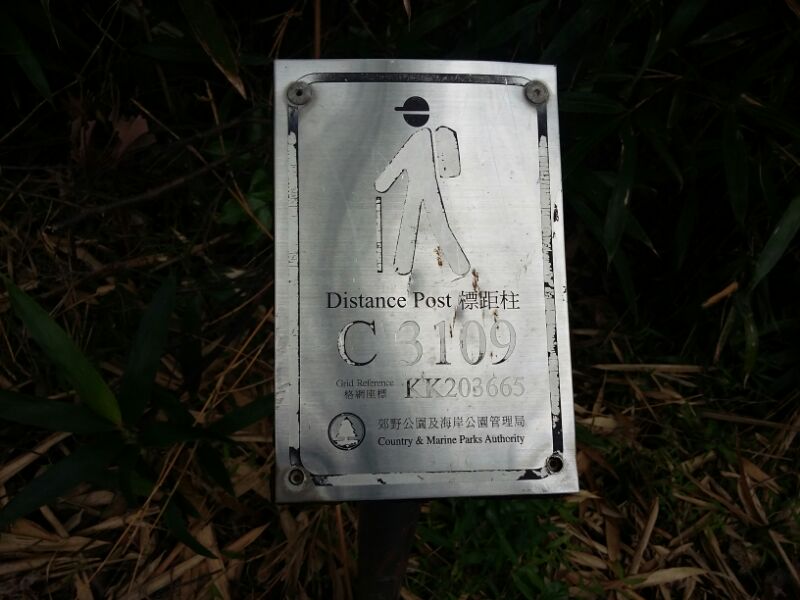 Distance Post 標距柱
C 3109
Grid Reference
格網座標 KK203665
郊野公園及海岸公園管理局
Country & Marine Parks Authority